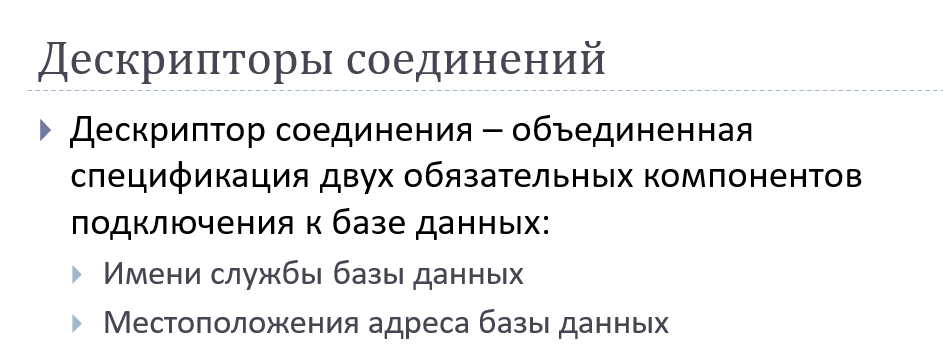 Дескрипторы соединений
Дескриптор соединения – объединенная
спецификация двух обязательных компонентов
подключения к базе данных:
Имени службы базы данных
Местоположения адреса базы данных